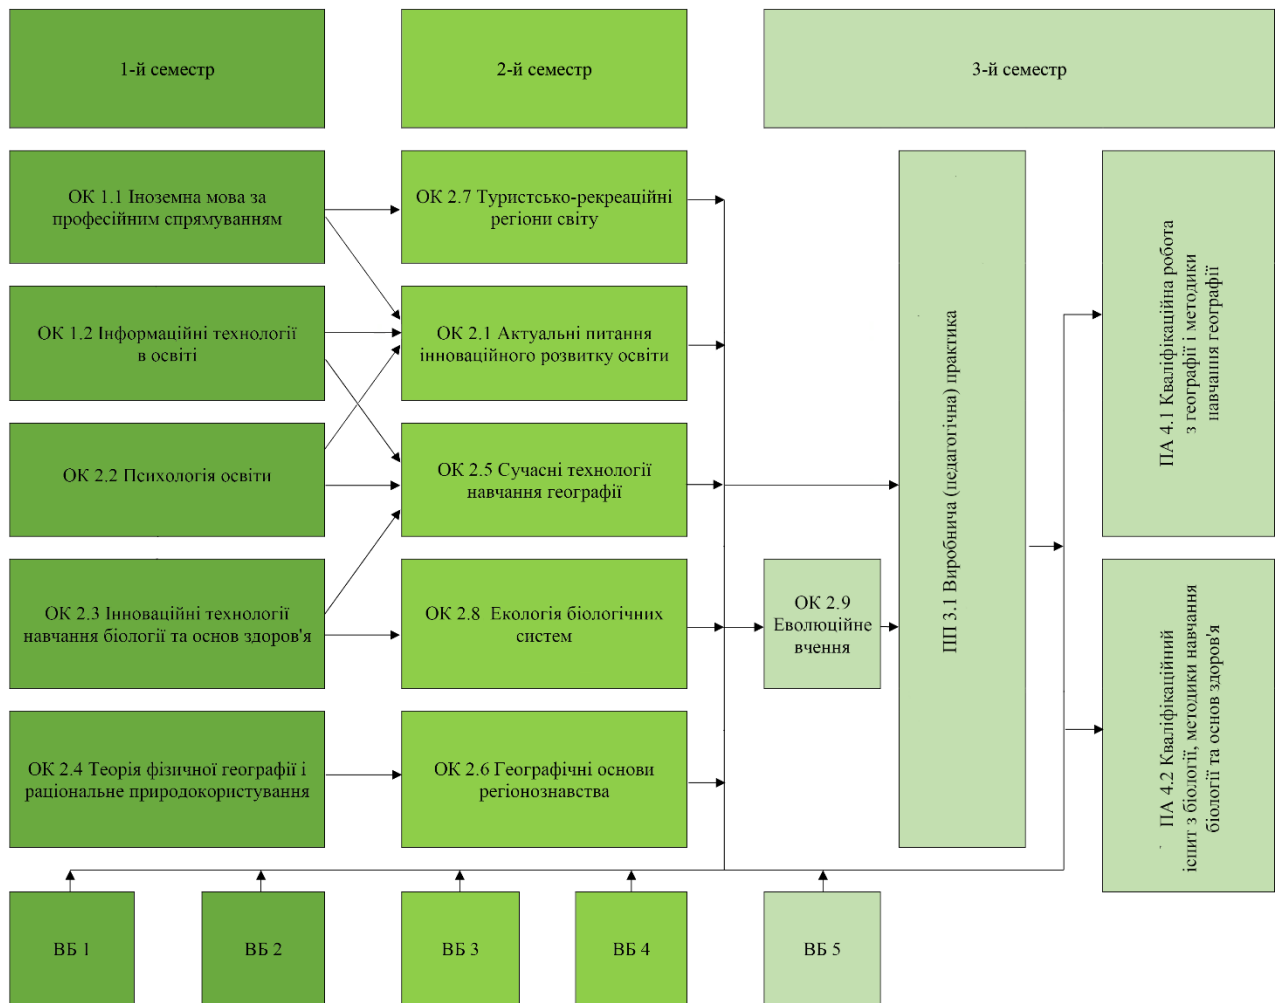 1-й семестр
2-й семестр
3-й семестр
ОК 1.1 Іноземна мова за
професійним спрямуванням
ОК 2.7 Туристсько-рекреаційні
регіони світу
ОК 1.2 Інформаційні технології
в освіті
ОК 2.1 Актуальні питання
інноваційного розвитку освіти
ОК 2.2 Психологія освіти
ОК 2.5 Сучасні технології
навчання географії
ОК 2.3 Інноваційні технології
навчання біології та основ здоров'я
ОК 2.8 Екологія біологічних
систем
ОК 2.9
Еволюційне
вчення
ОК 2.4 Теорія фізичної географії і
раціональне природокористування
ОК 2.6 Географічні основи
регіонознавства
ПП 3.1 Виробнича (педагогічна) практика
ПА 4.1 Кваліфікаційна робота
з географії і методики
навчання географії
ПА 4.2 Кваліфікаційний
іспит з біології, методики навчання
біології та основ здоров'я
ВБ 1
ВБ 2
ВБ 3
ВБ 4
ВБ 5